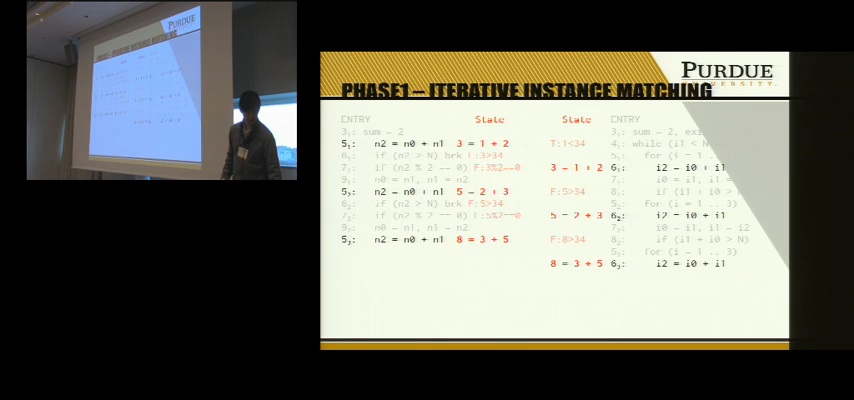 PURDUE
UNIVERSITY.
PHASE1 – ITERATIVE INSTANCE MATCHING
ENTRY State State ENTRY
3₁: sum = 2 3₁: sum = 2,
5₁: n2 = n0 + n1 3 = 1 + 2 T:1<34 4₁: while (i1 < N
6₁: if (n2 > N) brk F:3>34 5₁: for (i = 1 ..
7₁: if (n2 % 2 == 0) F:3%2==0 3 = 1 + 2 6₁: i2 = i0 + i1
9₁: n0 = n1, n1 = n2 7₁: i0 = i1, i1 =
5₂: n2 = n0 + n1 5 = 2 + 3 F:5>34 8₁: if (i1 + i0 >
6₂: if (n2 > N) brk F:5>34 5₂: for (i = 1 .. 3)
7₂: if (n2 % 2 == 0) F:5%2==0 5 = 2 + 3 6₂: i2 = i0 + i1
9₂: n0 = n1, n1 = n2 7₂: i0 = i1, i1 = i2
5₃: n2 = n0 + n1 8 = 3 + 5 F:8>34 8₂: if (i1 + i0 > N)
5₃: for (i = 1 .. 3)
8 = 3 + 5 6₃: i2 = i0 + i1